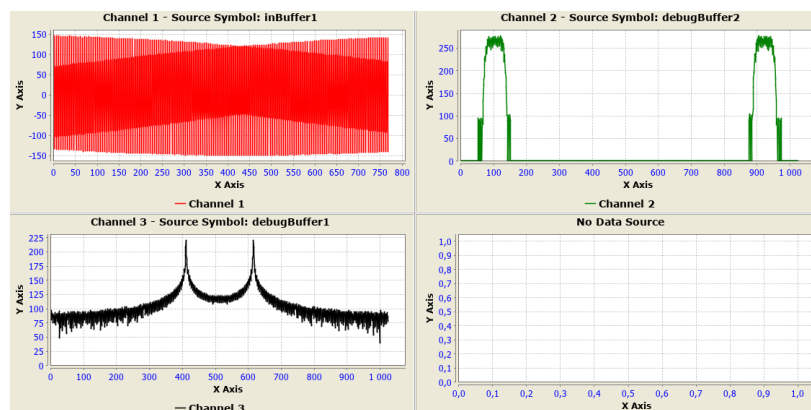 Channel 1 - Source Symbol: inBuffer1
150
100
50
0
-50
-100
-150
Y Axis
0 50 100 150 200 250 300 350 400 450 500 550 600 650 700 750 800
X Axis
Channel 1
Channel 2 - Source Symbol: debugBuffer2
250
200
150
100
50
0
Y Axis
0 100 200 300 400 500 600 700 800 900 1 000
X Axis
Channel 2
Channel 3 - Source Symbol: debugBuffer1
225
200
175
150
125
100
75
50
25
0
Y Axis
0 100 200 300 400 500 600 700 800 900 1 000
X Axis
Channel 3
No Data Source
1,0
0,9
0,8
0,7
0,6
0,5
0,4
0,3
0,2
0,1
0,0
Y Axis
0,0 0,1 0,2 0,3 0,4 0,5 0,6 0,7 0,8 0,9 1,0
X Axis